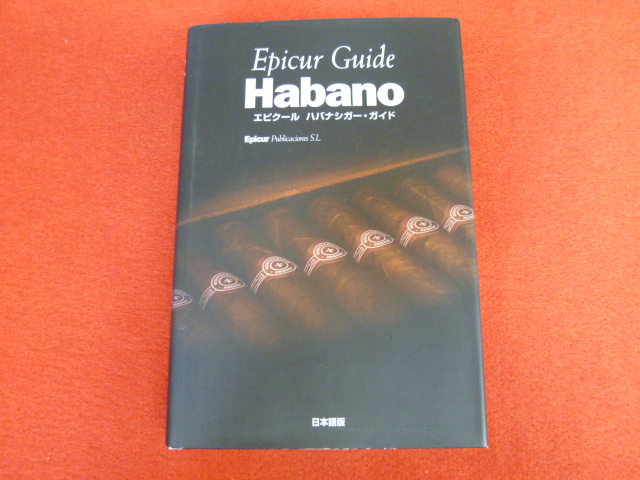 Epicur Guide
Habano
エピクール ハバナシガー・ガイド
Epicur Publicaciones S.L.
日本語版